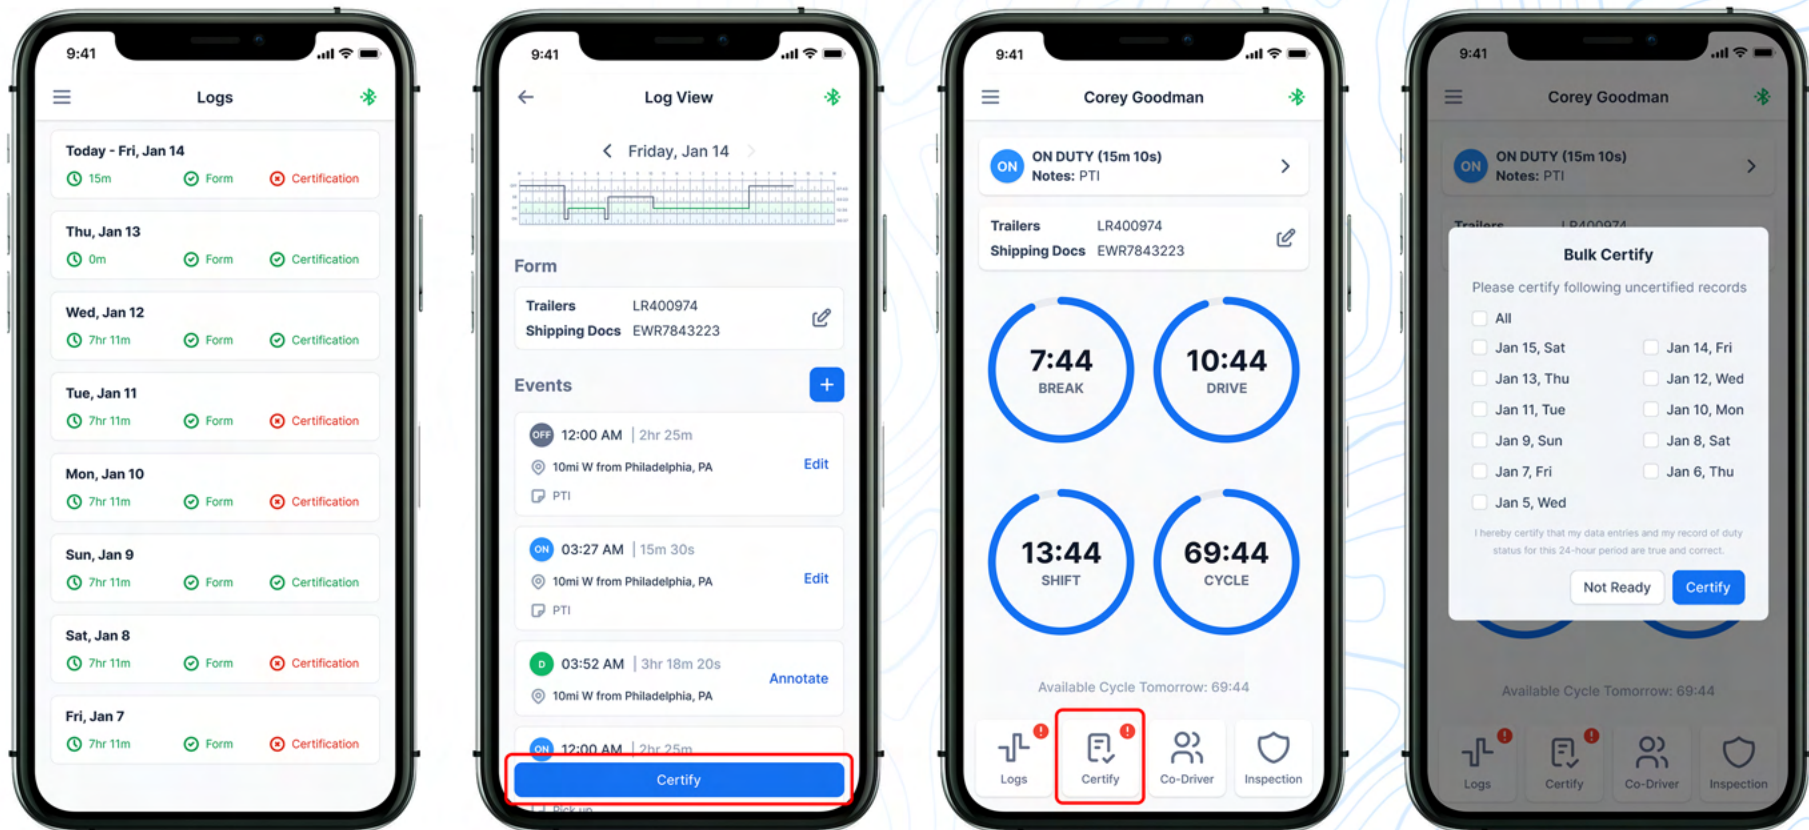 9:41
Logs
Today - Fri, Jan 14
15m Form Certification
Thu, Jan 13
0m Form Certification
Wed, Jan 12
7hr 11m Form Certification
Tue, Jan 11
7hr 11m Form Certification
Mon, Jan 10
7hr 11m Form Certification
Sun, Jan 9
7hr 11m Form Certification
Sat, Jan 8
7hr 11m Form Certification
Fri, Jan 7
7hr 11m Form Certification
9:41
Log View
Friday, Jan 14
Form
Trailers LR400974
Shipping Docs EWR7843223
Events
+
OFF 12:00 AM | 2hr 25m
10mi W from Philadelphia, PA
Edit
PTI
ON 03:27 AM | 15m 30s
10mi W from Philadelphia, PA
Edit
PTI
D 03:52 AM | 3hr 18m 20s
Annotate
10mi W from Philadelphia, PA
ON 12:00 AM | 2hr 25m
Certify
Pick up
9:41
Corey Goodman
ON ON DUTY (15m 10s)
Notes: PTI
Trailers LR400974
Shipping Docs EWR7843223
7:44
BREAK
10:44
DRIVE
13:44
SHIFT
69:44
CYCLE
Available Cycle Tomorrow: 69:44
Logs Certify Co-Driver Inspection
9:41
Corey Goodman
ON ON DUTY (15m 10s)
Notes: PTI
Trailers LR400974
Bulk Certify
Please certify following uncertified records
All
Jan 15, Sat Jan 14, Fri
Jan 13, Thu Jan 12, Wed
Jan 11, Tue Jan 10, Mon
Jan 9, Sun Jan 8, Sat
Jan 7, Fri Jan 6, Thu
Jan 5, Wed
I hereby certify that my data entries and my record of duty
status for this 24-hour period are true and correct.
Not Ready Certify
Available Cycle Tomorrow: 69:44
Logs Certify Co-Driver Inspection